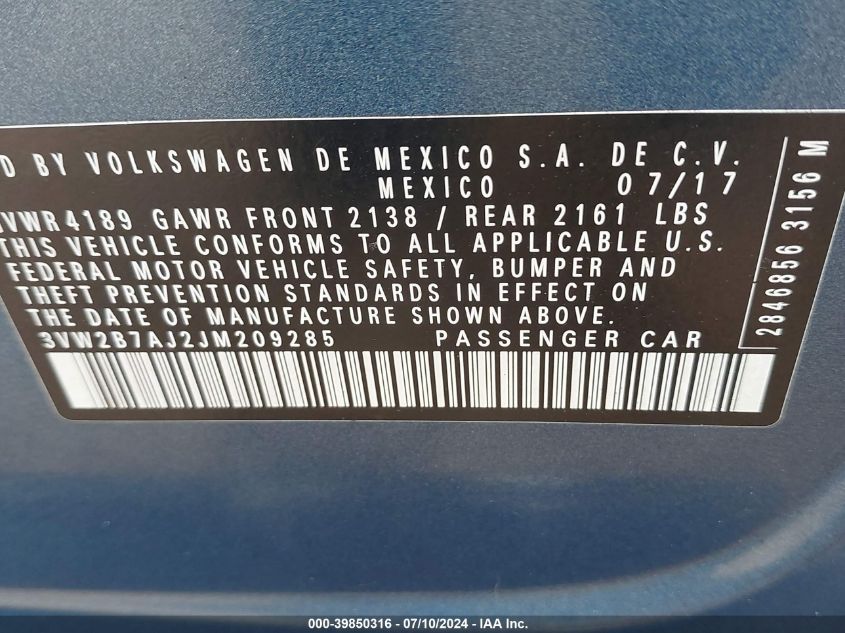 D BY VOLKSWAGEN DE MEXICO S.A. DE C.V.
MEXICO 07/17
VWR 4189 GAWR FRONT 2138 / REAR 2161 LBS
THIS VEHICLE CONFORMS TO ALL APPLICABLE U.S.
FEDERAL MOTOR VEHICLE SAFETY, BUMPER AND
THEFT PREVENTION STANDARDS IN EFFECT ON
THE DATE OF MANUFACTURE SHOWN ABOVE.
3VW2B7AJ2JM209285 PASSENGER CAR
2846856 3156 M
000-39850316 - 07/10/2024 - IAA Inc.